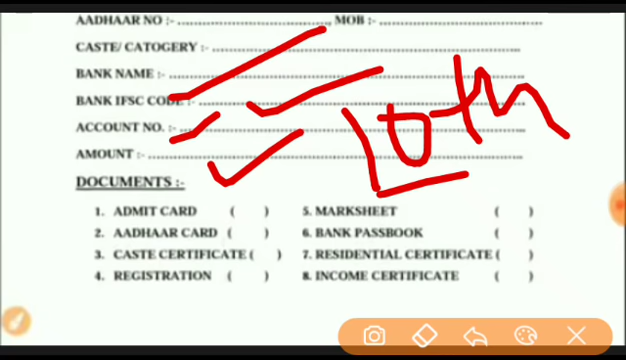 AADHAAR NO :- ............................................, MOB :- ............................................
CASTE/ CATOGERY :- ....................................................................................
BANK NAME :- ....................................................................................
BANK IFSC CODE :- ....................................................................................
ACCOUNT NO. :- ....................................................................................
AMOUNT :- ....................................................................................
10th
DOCUMENTS :-
1. ADMIT CARD ( ) 5. MARKSHEET ( )
2. AADHAAR CARD ( ) 6. BANK PASSBOOK ( )
3. CASTE CERTIFICATE ( ) 7. RESIDENTIAL CERTIFICATE ( )
4. REGISTRATION ( ) 8. INCOME CERTIFICATE ( )